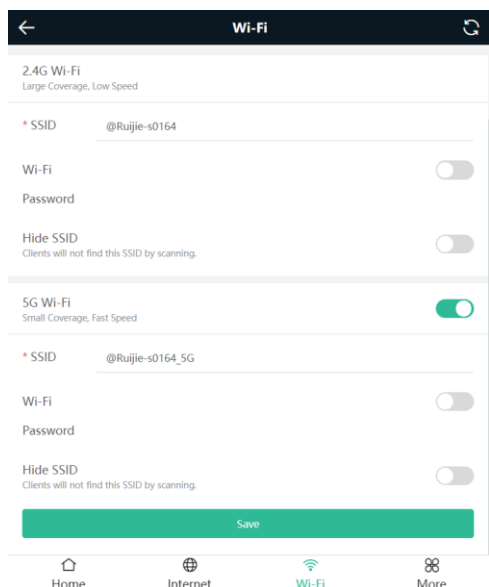 Wi-Fi
2.4G Wi-Fi
Large Coverage, Low Speed
* SSID @Ruijie-s0164
Wi-Fi
Password
Hide SSID
Clients will not find this SSID by scanning.
5G Wi-Fi
Small Coverage, Fast Speed
* SSID @Ruijie-s0164_5G
Wi-Fi
Password
Hide SSID
Clients will not find this SSID by scanning.
Save
Home Internet Wi-Fi More